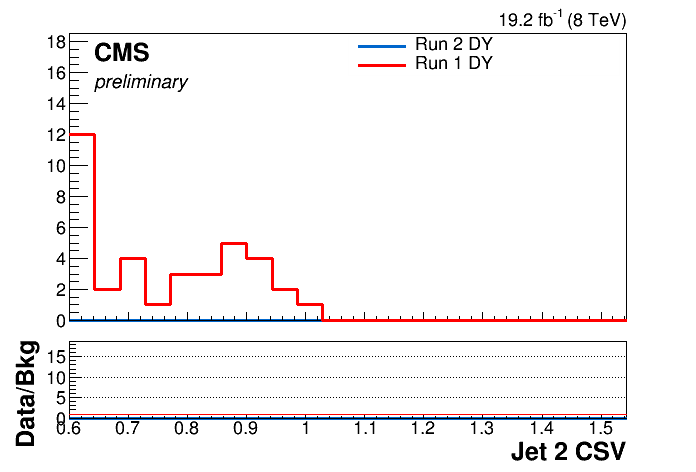 19.2 fb-1 (8 TeV)
CMS
preliminary
Run 2 DY
Run 1 DY
18
16
14
12
10
8
6
4
2
0
Data/Bkg
15
10
5
0
0.6 0.7 0.8 0.9 1 1.1 1.2 1.3 1.4 1.5
Jet 2 CSV